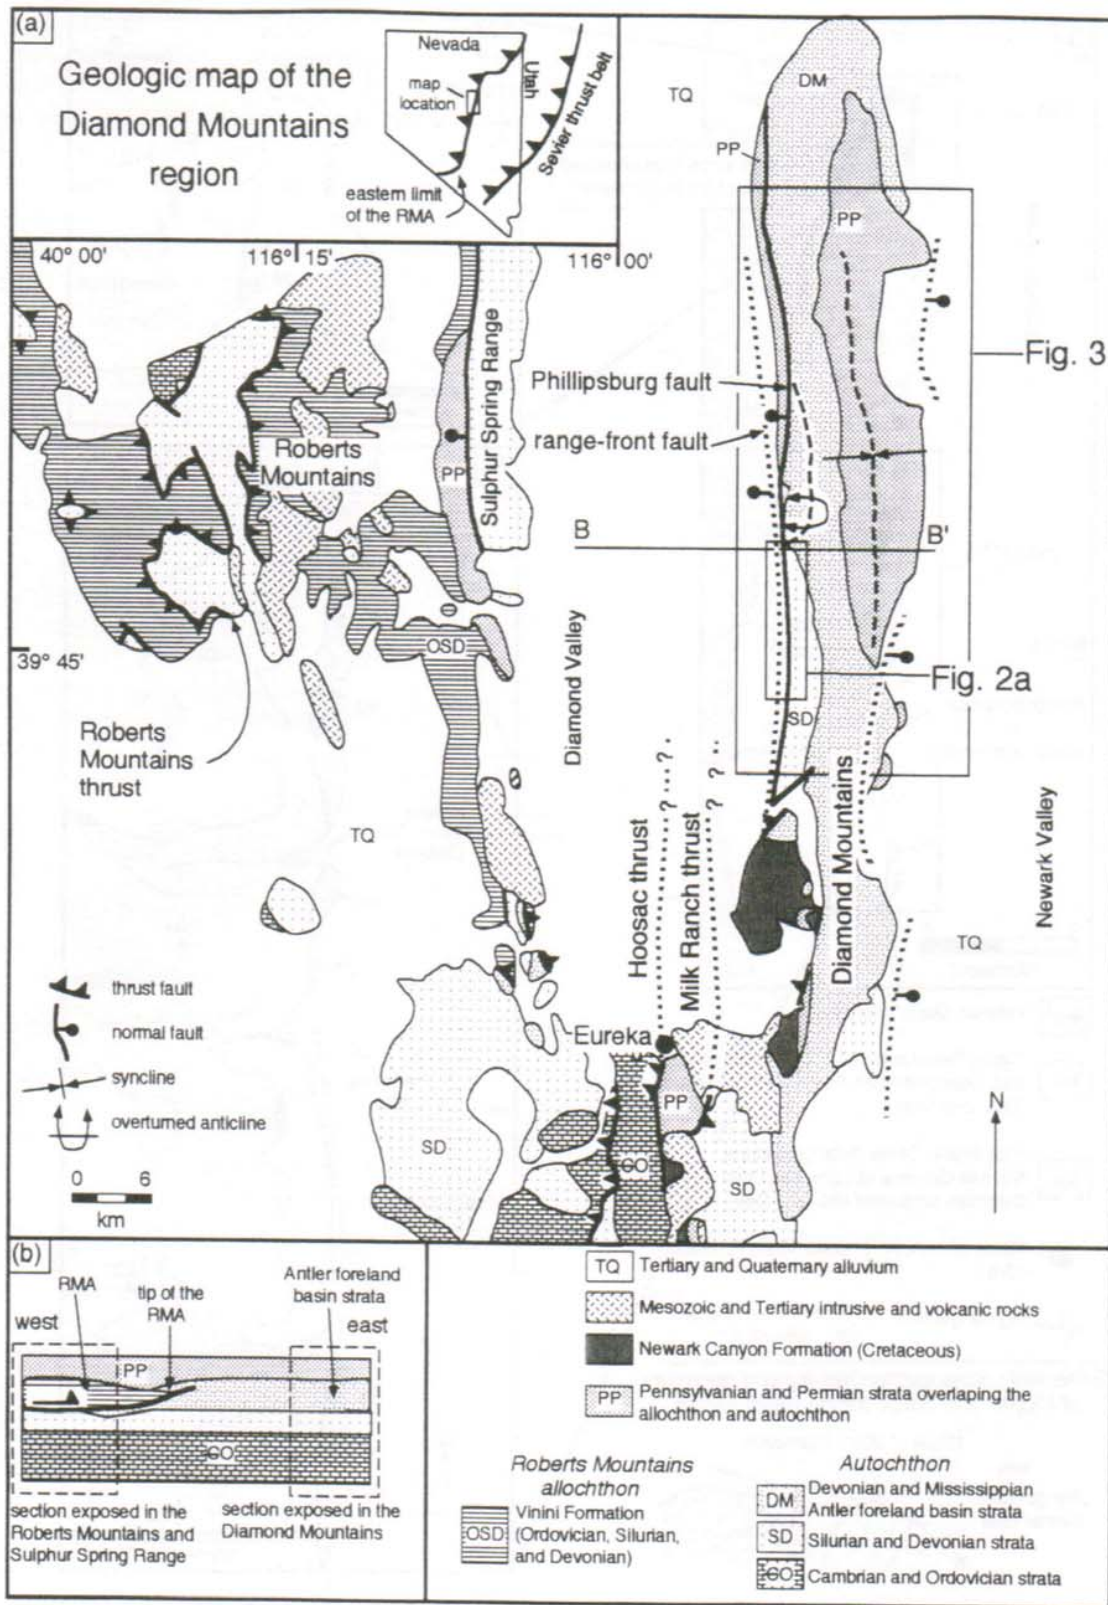 (a)
Geologic map of the
Diamond Mountains
region
Nevada
Utah
map
location
Sevier thrust belt
eastern limit
of the RMA
40° 00'
116° 15'
116° 00'
TQ
DM
PP
PP
Fig. 3
Phillipsburg fault
range-front fault
Sulphur Spring Range
Roberts
Mountains
PP
B
B'
39° 45'
OSD
Diamond Valley
Fig. 2a
SD
Roberts
Mountains
thrust
TQ
? ?
? ?
Hoosac thrust
Milk Ranch thrust
Diamond Mountains
Newark Valley
TQ
thrust fault
normal fault
syncline
overturned anticline
Eureka
PP
SD
ЄO
SD
N
0 6
km
(b)
RMA
tip of the
RMA
Antler foreland
basin strata
west
east
PP
ЄO
section exposed in the
Roberts Mountains and
Sulphur Spring Range
section exposed in the
Diamond Mountains
TQ Tertiary and Quaternary alluvium
Mesozoic and Tertiary intrusive and volcanic rocks
Newark Canyon Formation (Cretaceous)
PP Pennsylvanian and Permian strata overlaping the
allochthon and autochthon
Roberts Mountains
allochthon
OSD Vinini Formation
(Ordovician, Silurian,
and Devonian)
Autochthon
DM Devonian and Mississippian
Antler foreland basin strata
SD Silurian and Devonian strata
ЄO Cambrian and Ordovician strata